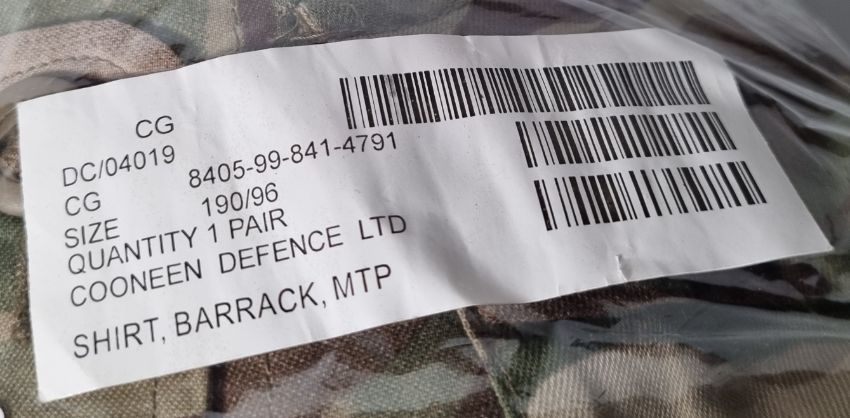 CG
DC/04019
CG 8405-99-841-4791
SIZE 190/96
QUANTITY 1 PAIR
COONEEN DEFENCE LTD
SHIRT, BARRACK, MTP